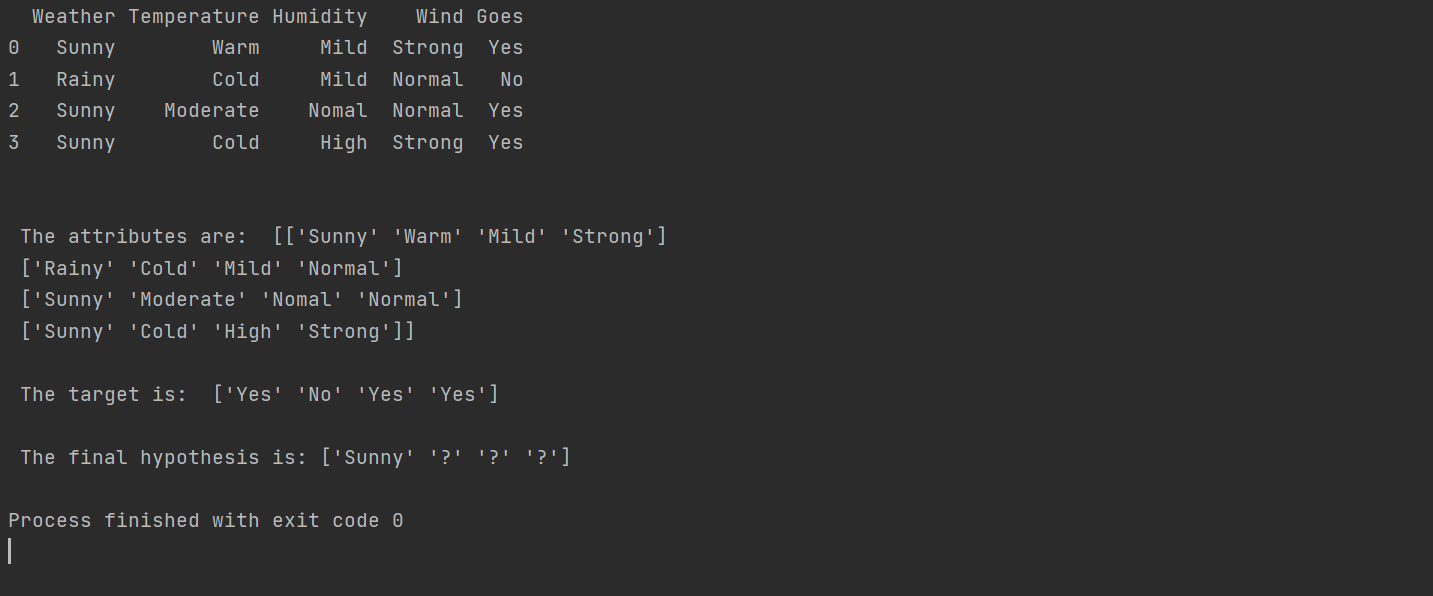 Weather Temperature Humidity Wind Goes
0 Sunny Warm Mild Strong Yes
1 Rainy Cold Mild Normal No
2 Sunny Moderate Nomal Normal Yes
3 Sunny Cold High Strong Yes
The attributes are: [['Sunny' 'Warm' 'Mild' 'Strong']
['Rainy' 'Cold' 'Mild' 'Normal']
['Sunny' 'Moderate' 'Nomal' 'Normal']
['Sunny' 'Cold' 'High' 'Strong']]
The target is: ['Yes' 'No' 'Yes' 'Yes']
The final hypothesis is: ['Sunny' '?' '?' '?']
Process finished with exit code 0